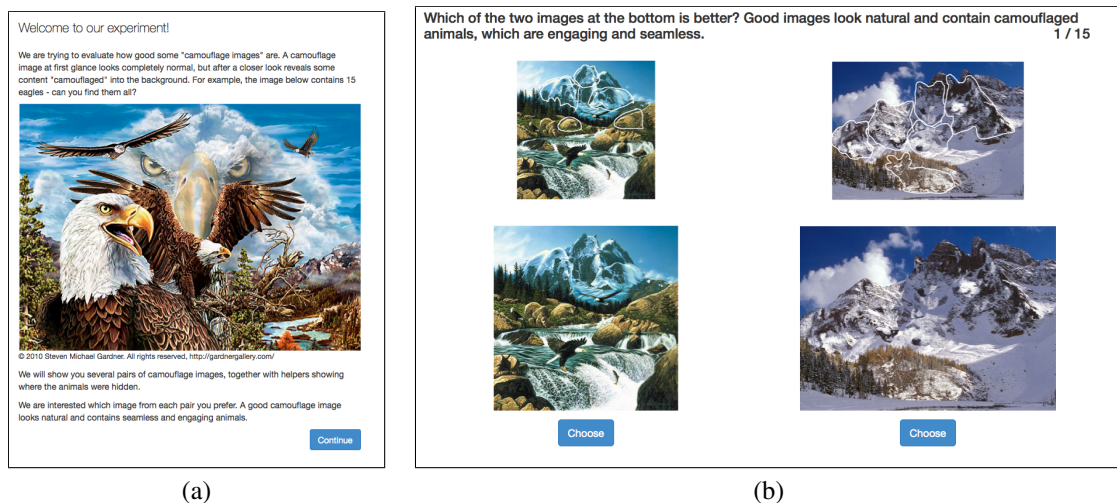 Welcome to our experiment!
We are trying to evaluate how good some "camouflage images" are. A camouflage
image at first glance looks completely normal, but after a closer look reveals some
content "camouflaged" into the background. For example, the image below contains 15
eagles - can you find them all?
© 2010 Steven Michael Gardner. All rights reserved, http://gardnergallery.com/
We will show you several pairs of camouflage images, together with helpers showing
where the animals were hidden.
We are interested which image from each pair you prefer. A good camouflage image
looks natural and contains seamless and engaging animals.
Continue
(a)
Which of the two images at the bottom is better? Good images look natural and contain camouflaged
animals, which are engaging and seamless.
1 / 15
Choose
Choose
(b)